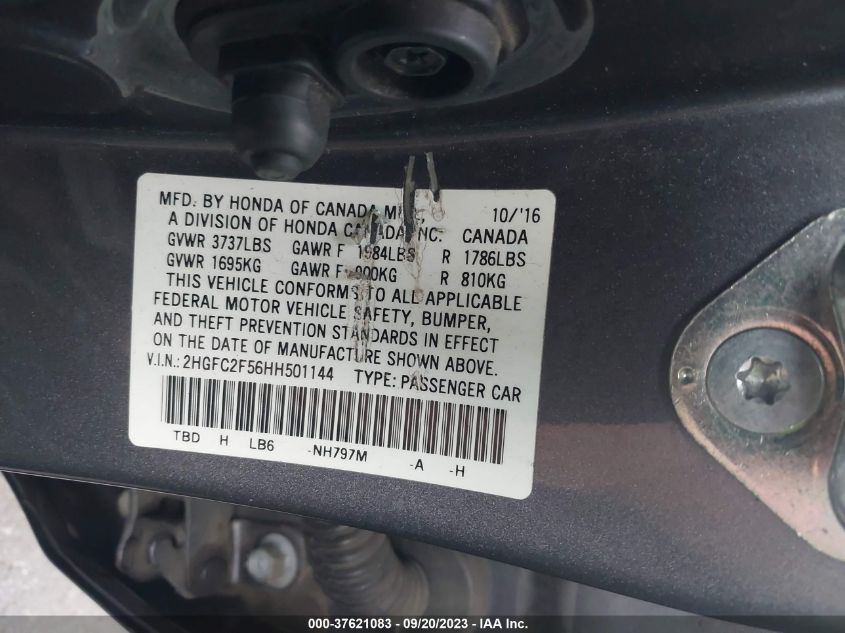 MFD. BY HONDA OF CANADA 10/'16
A DIVISION OF HONDA INC. CANADA
GVWR 3737LBS GAWR F 1984LBS R 1786LBS
GVWR 1695KG GAWR F 900KG R 810KG
THIS VEHICLE CONFORMS TO ALL APPLICABLE
FEDERAL MOTOR VEHICLE SAFETY, BUMPER,
AND THEFT PREVENTION STANDARDS IN EFFECT
ON THE DATE OF MANUFACTURE SHOWN ABOVE.
V.I.N.: 2HGFC2F56HH501144 TYPE: PASSENGER CAR
TBD H LB6 -NH797M -A -H
000-37621083 - 09/20/2023 - IAA Inc.